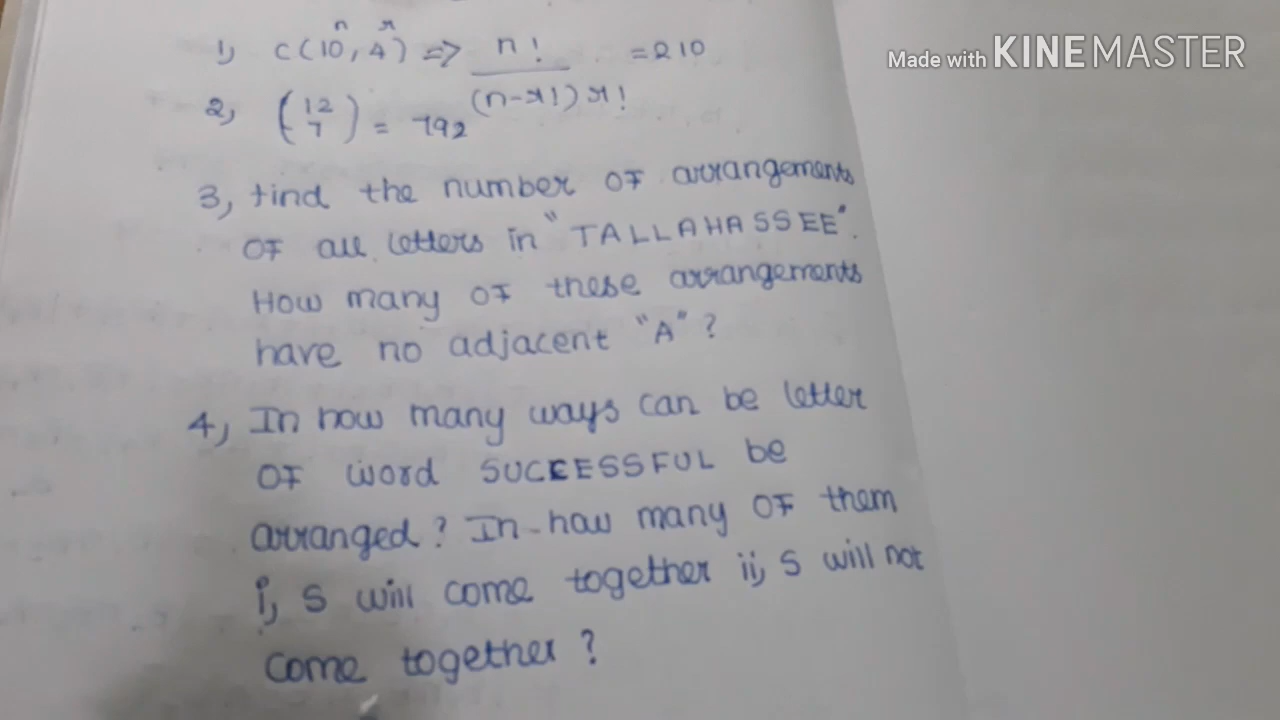 Made with KINEMASTER
n r
1, C(10, 4) => n! = 210
(n-r!) r!
2, (12 7) = 792
3, find the number of arrangements
of all letters in "TALLAHASSEE".
How many of these arrangements
have no adjacent "A" ?
4, In how many ways can be letter
of word SUCCESSFUL be
arranged? In how many of them
i, s will come together ii, s will not
come together ?